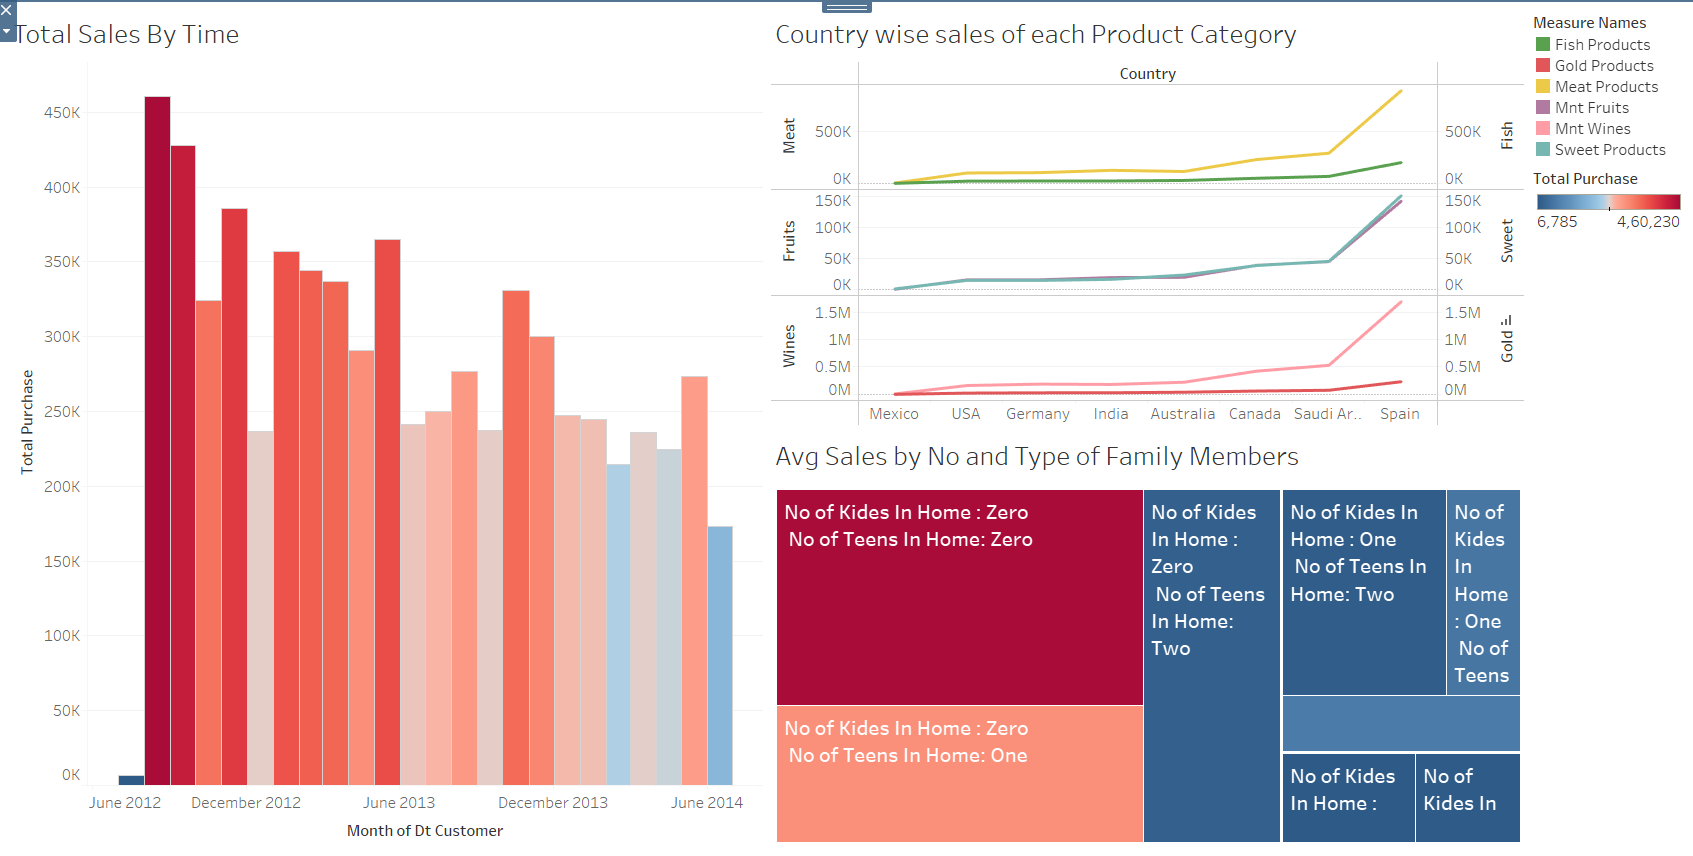 Total Sales By Time
450K
400K
350K
300K
250K
200K
150K
100K
50K
0K
Total Purchase
June 2012
December 2012
June 2013
December 2013
June 2014
Month of Dt Customer
Country wise sales of each Product Category
Country
Meat
500K
0K
500K
0K
Fish
Fruits
150K
100K
50K
0K
150K
100K
50K
0K
Sweet
Wines
1.5M
1M
0.5M
0M
1.5M
1M
0.5M
0M
Gold
Mexico
USA
Germany
India
Australia
Canada
Saudi Ar..
Spain
Measure Names
Fish Products
Gold Products
Meat Products
Mnt Fruits
Mnt Wines
Sweet Products
Total Purchase
6,785
4,60,230
Avg Sales by No and Type of Family Members
No of Kides In Home : Zero
No of Teens In Home: Zero
No of Kides In Home : Zero
No of Teens In Home: One
No of Kides
In Home :
Zero
No of Teens
In Home:
Two
No of Kides In
Home : One
No of Teens In
Home: Two
No of
Kides
In
Home
: One
No of
Teens
No of Kides
In Home :
No of
Kides In